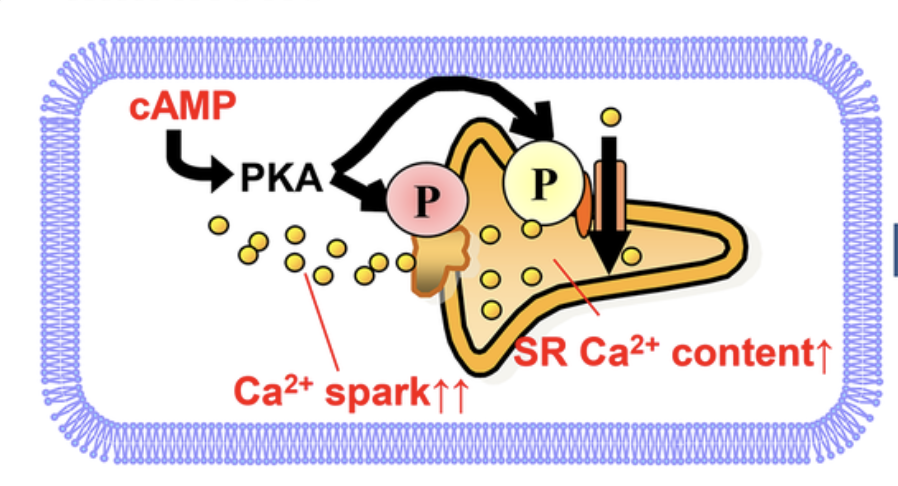 cAMP
PKA
P
P
SR Ca²⁺ content↑
Ca²⁺ spark↑↑